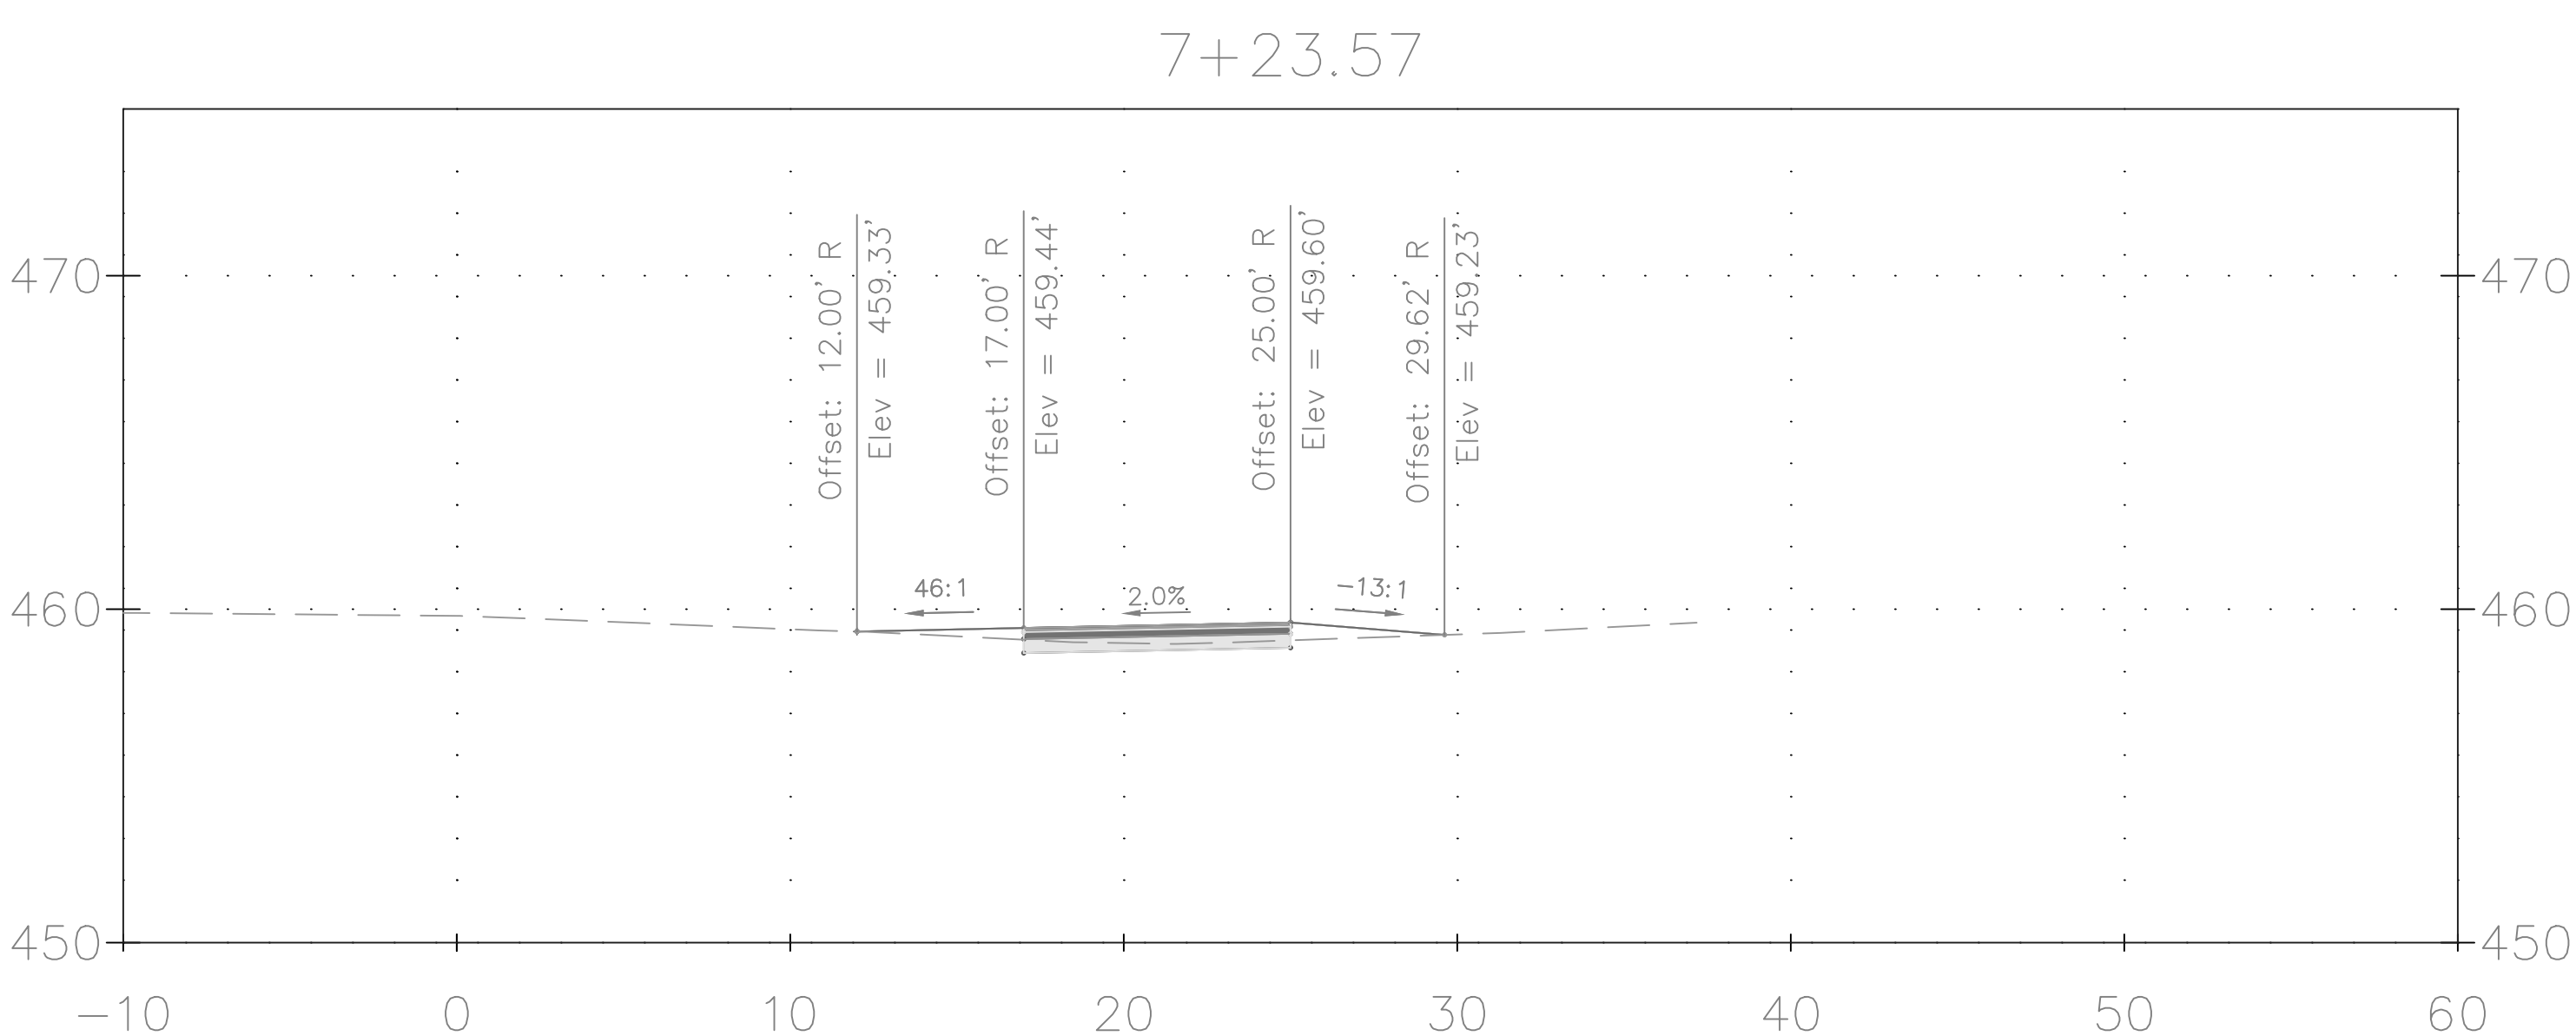 7+23.57
Offset: 12.00' R
Elev = 459.33'
Offset: 17.00' R
Elev = 459.44'
Offset: 25.00' R
Elev = 459.60'
Offset: 29.62' R
Elev = 459.23'
470
470
46:1
2.0%
-13:1
460
460
450
450
-10
0
10
20
30
40
50
60